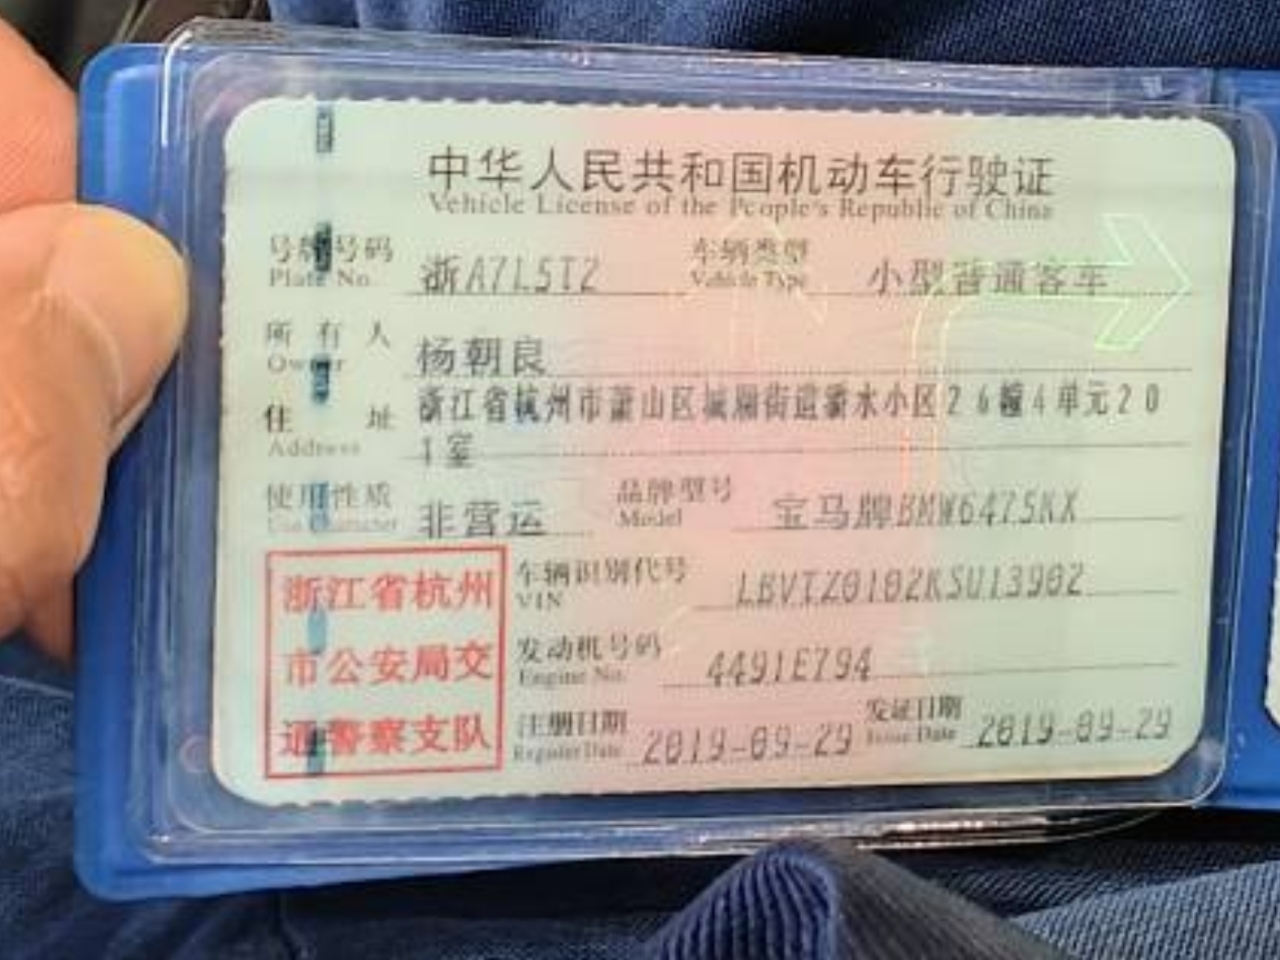 中华人民共和国机动车行驶证
Vehicle License of the People's Republic of China
号牌号码 浙A7L5T2 车辆类型 小型普通客车
Plate No. Vehicle Type
所有人 杨朝良
Owner
住址 浙江省杭州市萧山区城厢街道 水小区26幢4单元20
Address 1室
使用性质 非营运 品牌型号 宝马牌BMW6475KX
Use Character Model
浙江省杭州 车辆识别代号 LBVTZ0102KSU13902
VIN
市公安局交 发动机号码 4491E794
Engine No.
通警察支队 注册日期 2019-09-29 发证日期 2019-09-29
Register Date Issue Date